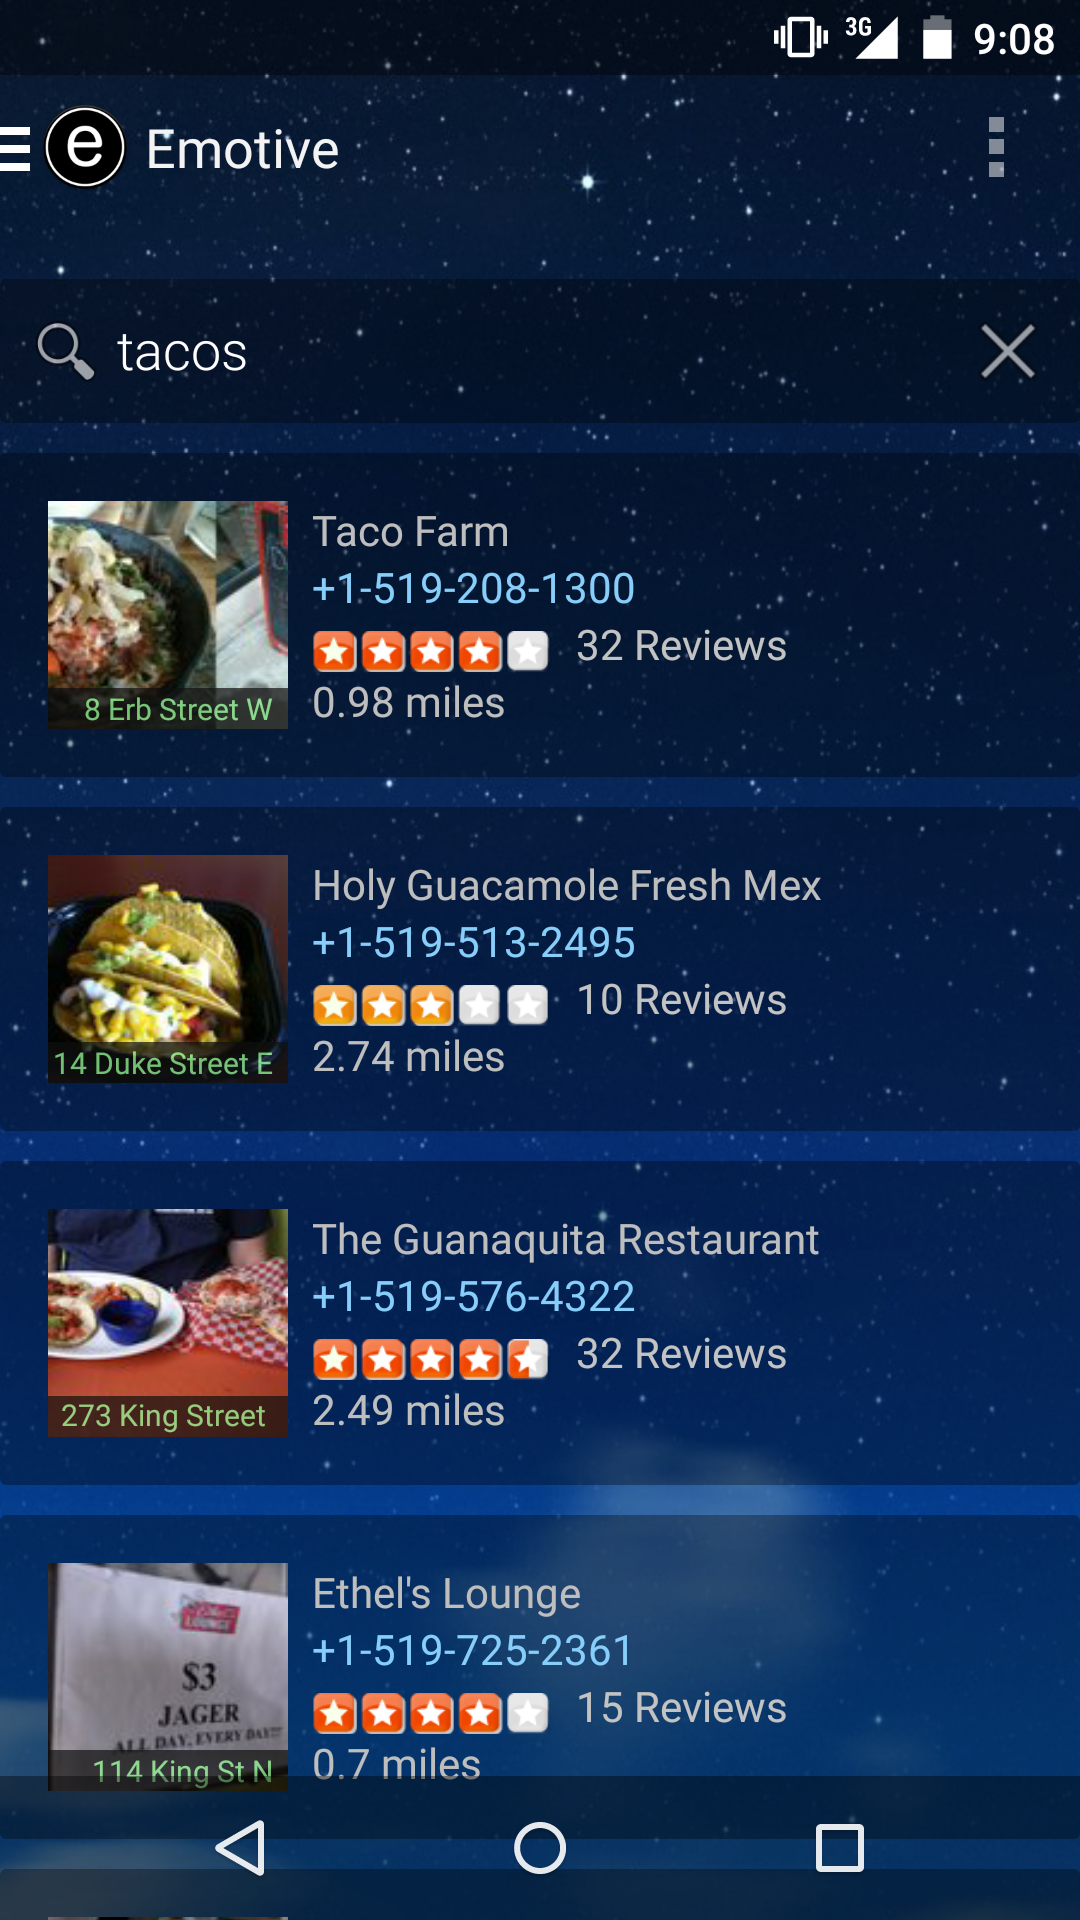 3G 9:08
e Emotive
tacos
Taco Farm
+1-519-208-1300
32 Reviews
0.98 miles
8 Erb Street W
Holy Guacamole Fresh Mex
+1-519-513-2495
10 Reviews
2.74 miles
14 Duke Street E
The Guanaquita Restaurant
+1-519-576-4322
32 Reviews
2.49 miles
273 King Street
Ethel's Lounge
+1-519-725-2361
15 Reviews
0.7 miles
LOUNGE
$3
JAGER
ALL DAY, EVERY DAY!!!
114 King St N